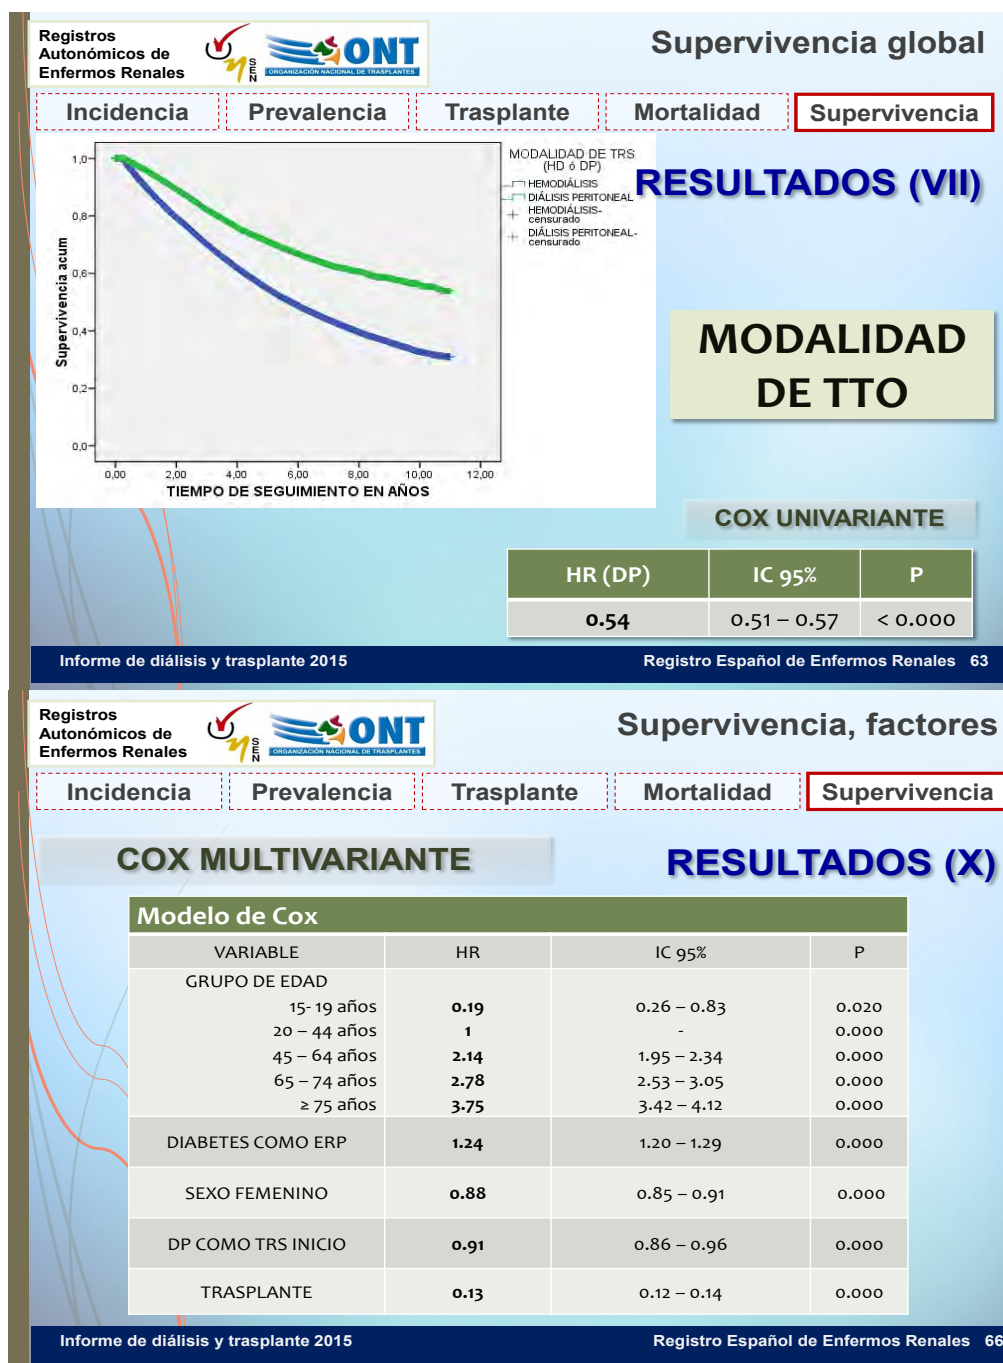 Registros
Autonómicos de
Enfermos Renales
S
E
N
ONT
ORGANIZACIÓN NACIONAL DE TRASPLANTES
Supervivencia global
Incidencia
Prevalencia
Trasplante
Mortalidad
Supervivencia
RESULTADOS (VII)
MODALIDAD DE TRS
(HD ó DP)
HEMODIÁLISIS
DIÁLISIS PERITONEAL
HEMODIÁLISIS-
censurado
DIÁLISIS PERITONEAL-
censurado
Supervivencia acum
1,0
0,8
0,6
0,4
0,2
0,0
0,00 2,00 4,00 6,00 8,00 10,00 12,00
TIEMPO DE SEGUIMIENTO EN AÑOS
MODALIDAD
DE TTO
COX UNIVARIANTE
HR (DP) IC 95% P
0.54 0.51 – 0.57 < 0.000
Informe de diálisis y trasplante 2015
Registro Español de Enfermos Renales 63
Registros
Autonómicos de
Enfermos Renales
S
E
N
ONT
ORGANIZACIÓN NACIONAL DE TRASPLANTES
Supervivencia, factores
Incidencia
Prevalencia
Trasplante
Mortalidad
Supervivencia
COX MULTIVARIANTE
RESULTADOS (X)
Modelo de Cox
VARIABLE HR IC 95% P
GRUPO DE EDAD
15- 19 años 0.19 0.26 – 0.83 0.020
20 – 44 años 1 - 0.000
45 – 64 años 2.14 1.95 – 2.34 0.000
65 – 74 años 2.78 2.53 – 3.05 0.000
≥ 75 años 3.75 3.42 – 4.12 0.000
DIABETES COMO ERP 1.24 1.20 – 1.29 0.000
SEXO FEMENINO 0.88 0.85 – 0.91 0.000
DP COMO TRS INICIO 0.91 0.86 – 0.96 0.000
TRASPLANTE 0.13 0.12 – 0.14 0.000
Informe de diálisis y trasplante 2015
Registro Español de Enfermos Renales 66